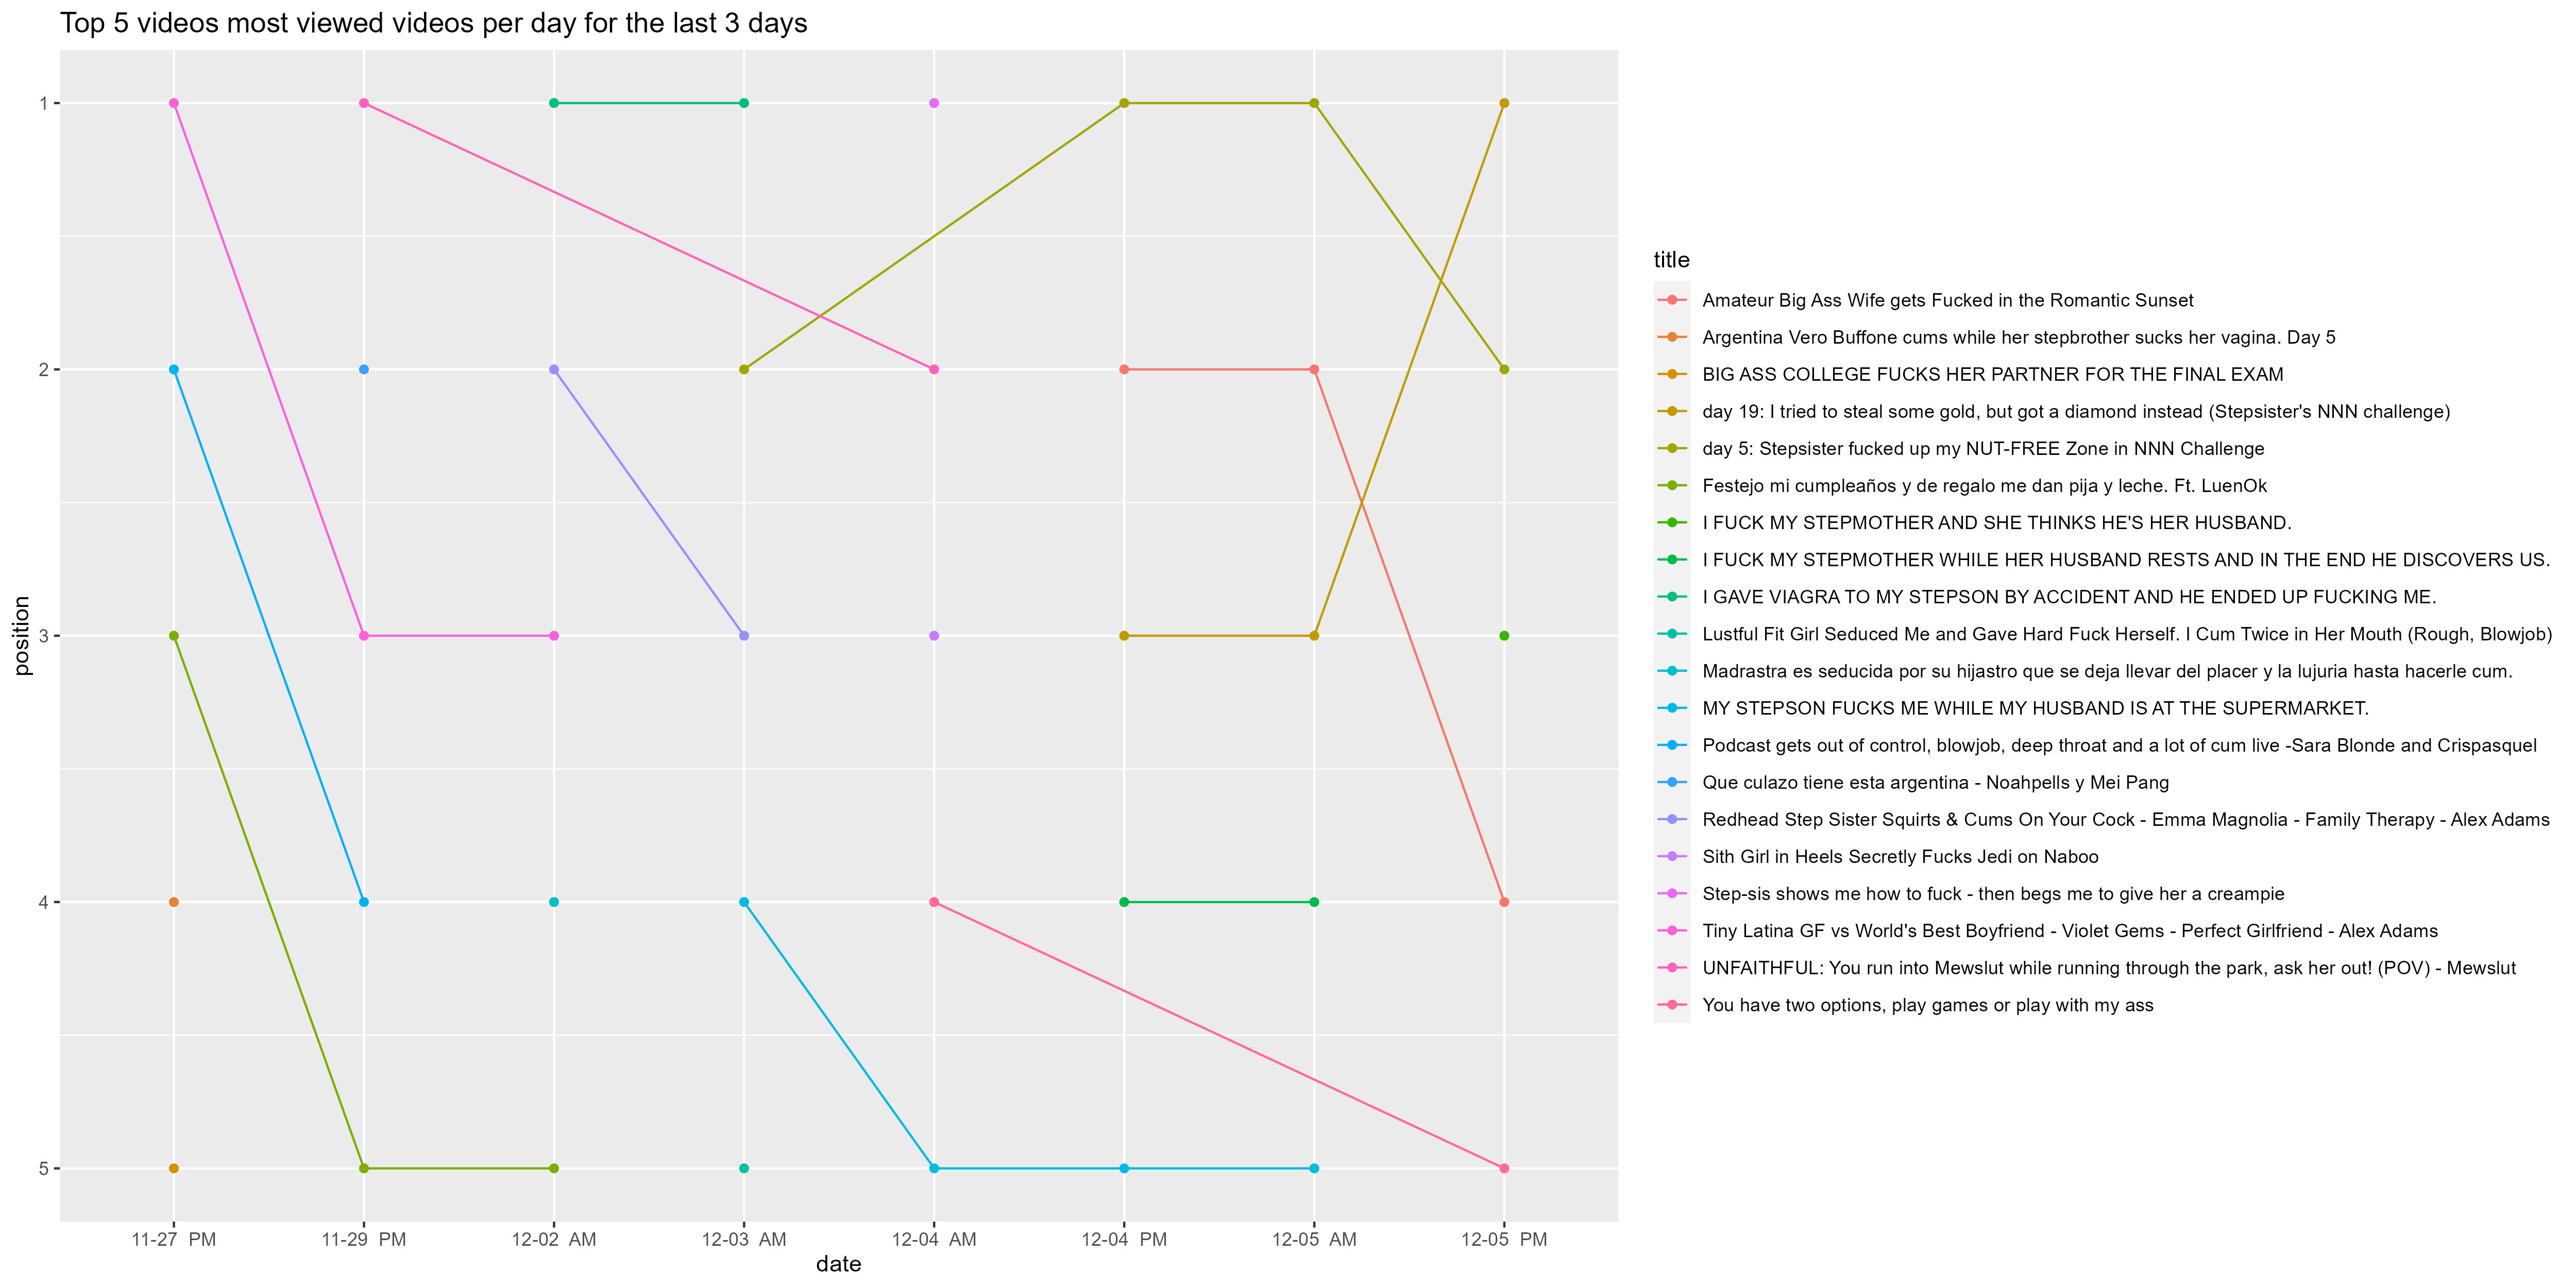 Top 5 videos most viewed videos per day for the last 3 days
position
1
2
3
4
5
11-27 PM
11-29 PM
12-02 AM
12-03 AM
12-04 AM
12-04 PM
12-05 AM
12-05 PM
date
title
Amateur Big Ass Wife gets Fucked in the Romantic Sunset
Argentina Vero Buffone cums while her stepbrother sucks her vagina. Day 5
BIG ASS COLLEGE FUCKS HER PARTNER FOR THE FINAL EXAM
day 19: I tried to steal some gold, but got a diamond instead (Stepsister's NNN challenge)
day 5: Stepsister fucked up my NUT-FREE Zone in NNN Challenge
Festejo mi cumpleaños y de regalo me dan pija y leche. Ft. LuenOk
I FUCK MY STEPMOTHER AND SHE THINKS HE'S HER HUSBAND.
I FUCK MY STEPMOTHER WHILE HER HUSBAND RESTS AND IN THE END HE DISCOVERS US.
I GAVE VIAGRA TO MY STEPSON BY ACCIDENT AND HE ENDED UP FUCKING ME.
Lustful Fit Girl Seduced Me and Gave Hard Fuck Herself. I Cum Twice in Her Mouth (Rough, Blowjob)
Madrastra es seducida por su hijastro que se deja llevar del placer y la lujuria hasta hacerle cum.
MY STEPSON FUCKS ME WHILE MY HUSBAND IS AT THE SUPERMARKET.
Podcast gets out of control, blowjob, deep throat and a lot of cum live -Sara Blonde and Crispasquel
Que culazo tiene esta argentina - Noahpells y Mei Pang
Redhead Step Sister Squirts & Cums On Your Cock - Emma Magnolia - Family Therapy - Alex Adams
Sith Girl in Heels Secretly Fucks Jedi on Naboo
Step-sis shows me how to fuck - then begs me to give her a creampie
Tiny Latina GF vs World's Best Boyfriend - Violet Gems - Perfect Girlfriend - Alex Adams
UNFAITHFUL: You run into Mewslut while running through the park, ask her out! (POV) - Mewslut
You have two options, play games or play with my ass